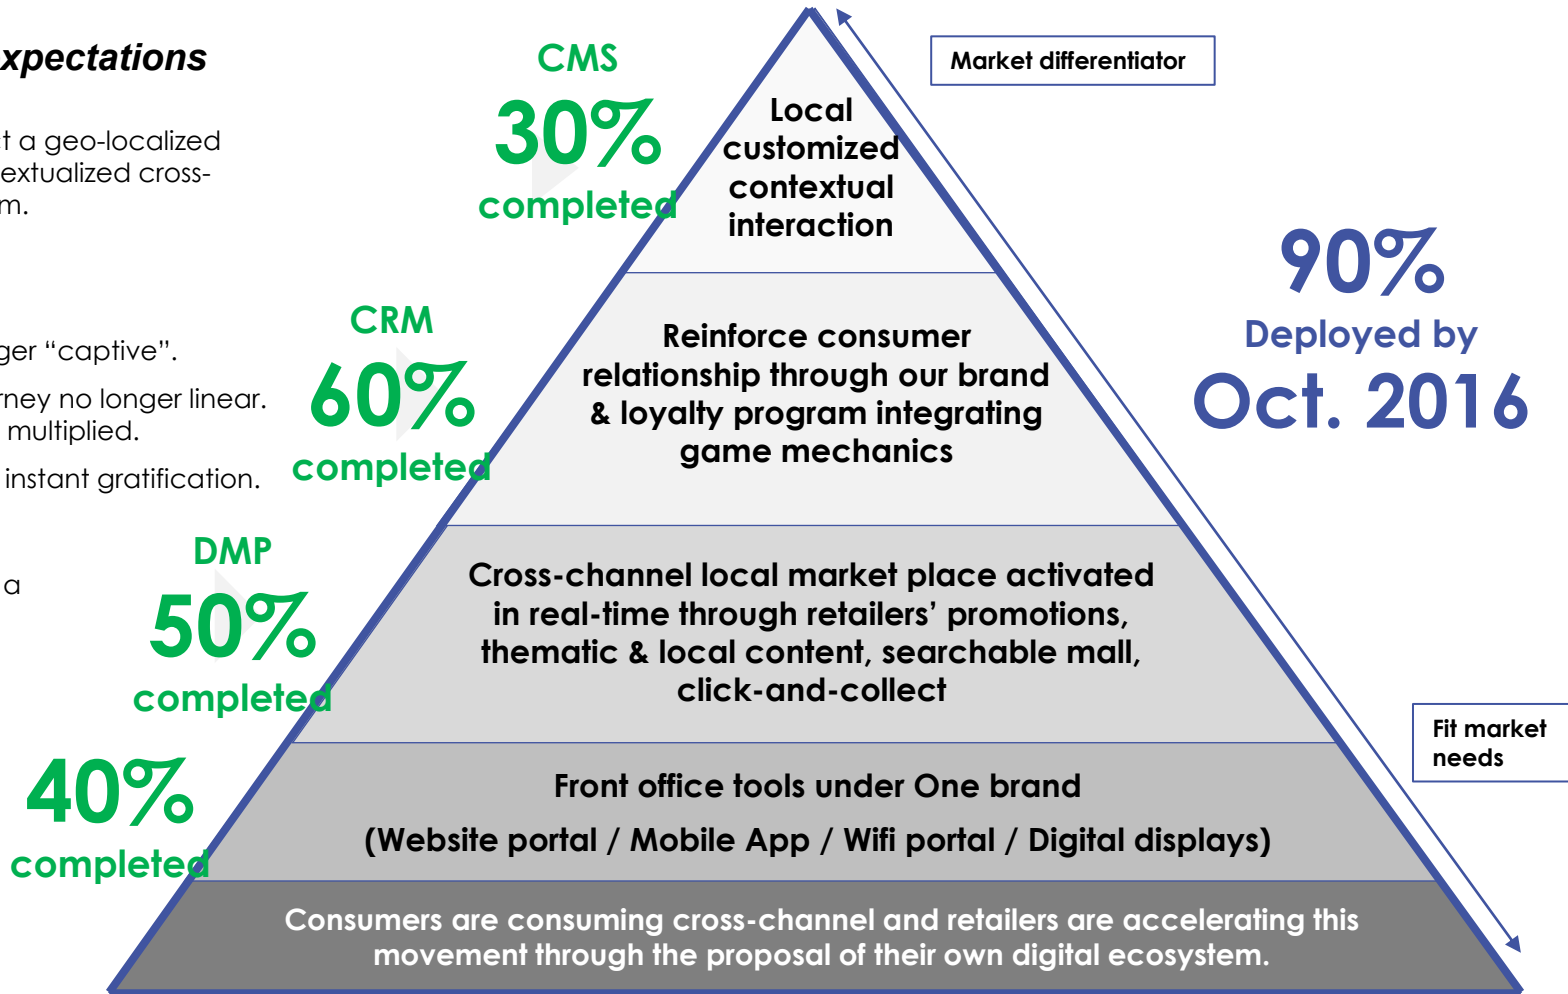 xpectations
t a geo-localized
extualized cross-
m.
ger “captive”.
rney no longer linear.
multiplied.
instant gratification.
a
CMS
30%
completed
CRM
60%
completed
DMP
50%
completed
40%
completed
Local
customized
contextual
interaction
Reinforce consumer
relationship through our brand
& loyalty program integrating
game mechanics
Cross-channel local market place activated
in real-time through retailers’ promotions,
thematic & local content, searchable mall,
click-and-collect
Front office tools under One brand
(Website portal / Mobile App / Wifi portal / Digital displays)
Consumers are consuming cross-channel and retailers are accelerating this
movement through the proposal of their own digital ecosystem.
Market differentiator
90%
Deployed by
Oct. 2016
Fit market
needs